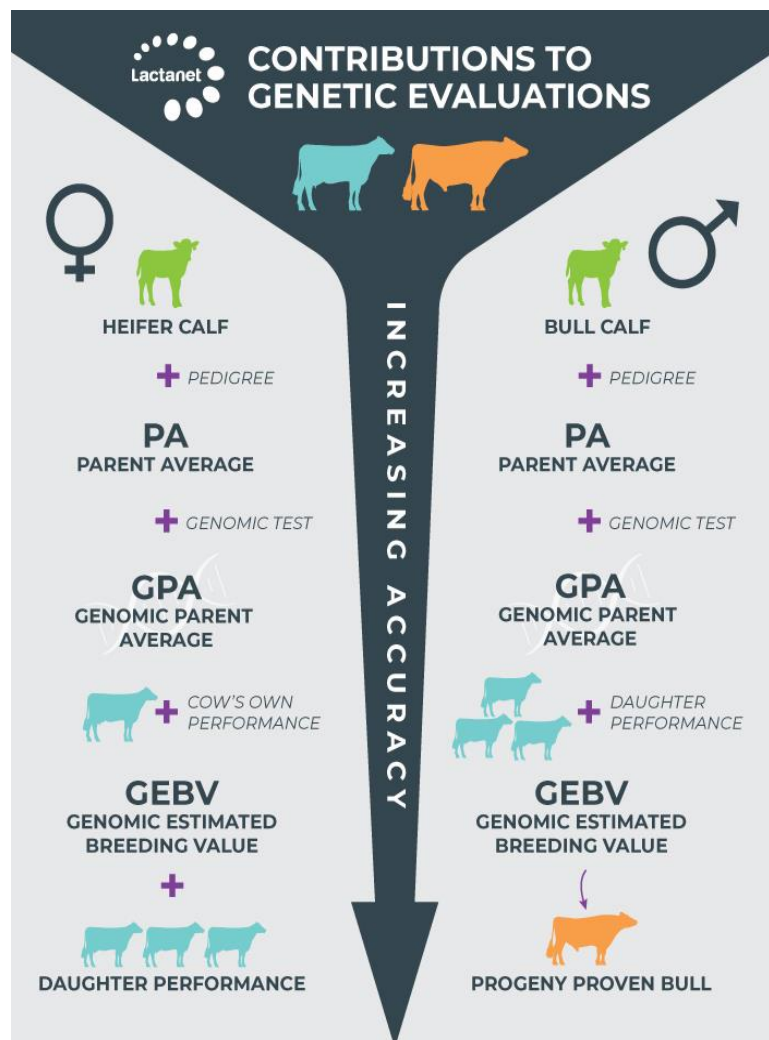 Lactanet
CONTRIBUTIONS TO
GENETIC EVALUATIONS
HEIFER CALF
+ PEDIGREE
PA
PARENT AVERAGE
+ GENOMIC TEST
GPA
GENOMIC PARENT
AVERAGE
+ COW'S OWN
PERFORMANCE
GEBV
GENOMIC ESTIMATED
BREEDING VALUE
+
DAUGHTER PERFORMANCE
INCREASING ACCURACY
BULL CALF
+ PEDIGREE
PA
PARENT AVERAGE
+ GENOMIC TEST
GPA
GENOMIC PARENT
AVERAGE
+ DAUGHTER
PERFORMANCE
GEBV
GENOMIC ESTIMATED
BREEDING VALUE
PROGENY PROVEN BULL